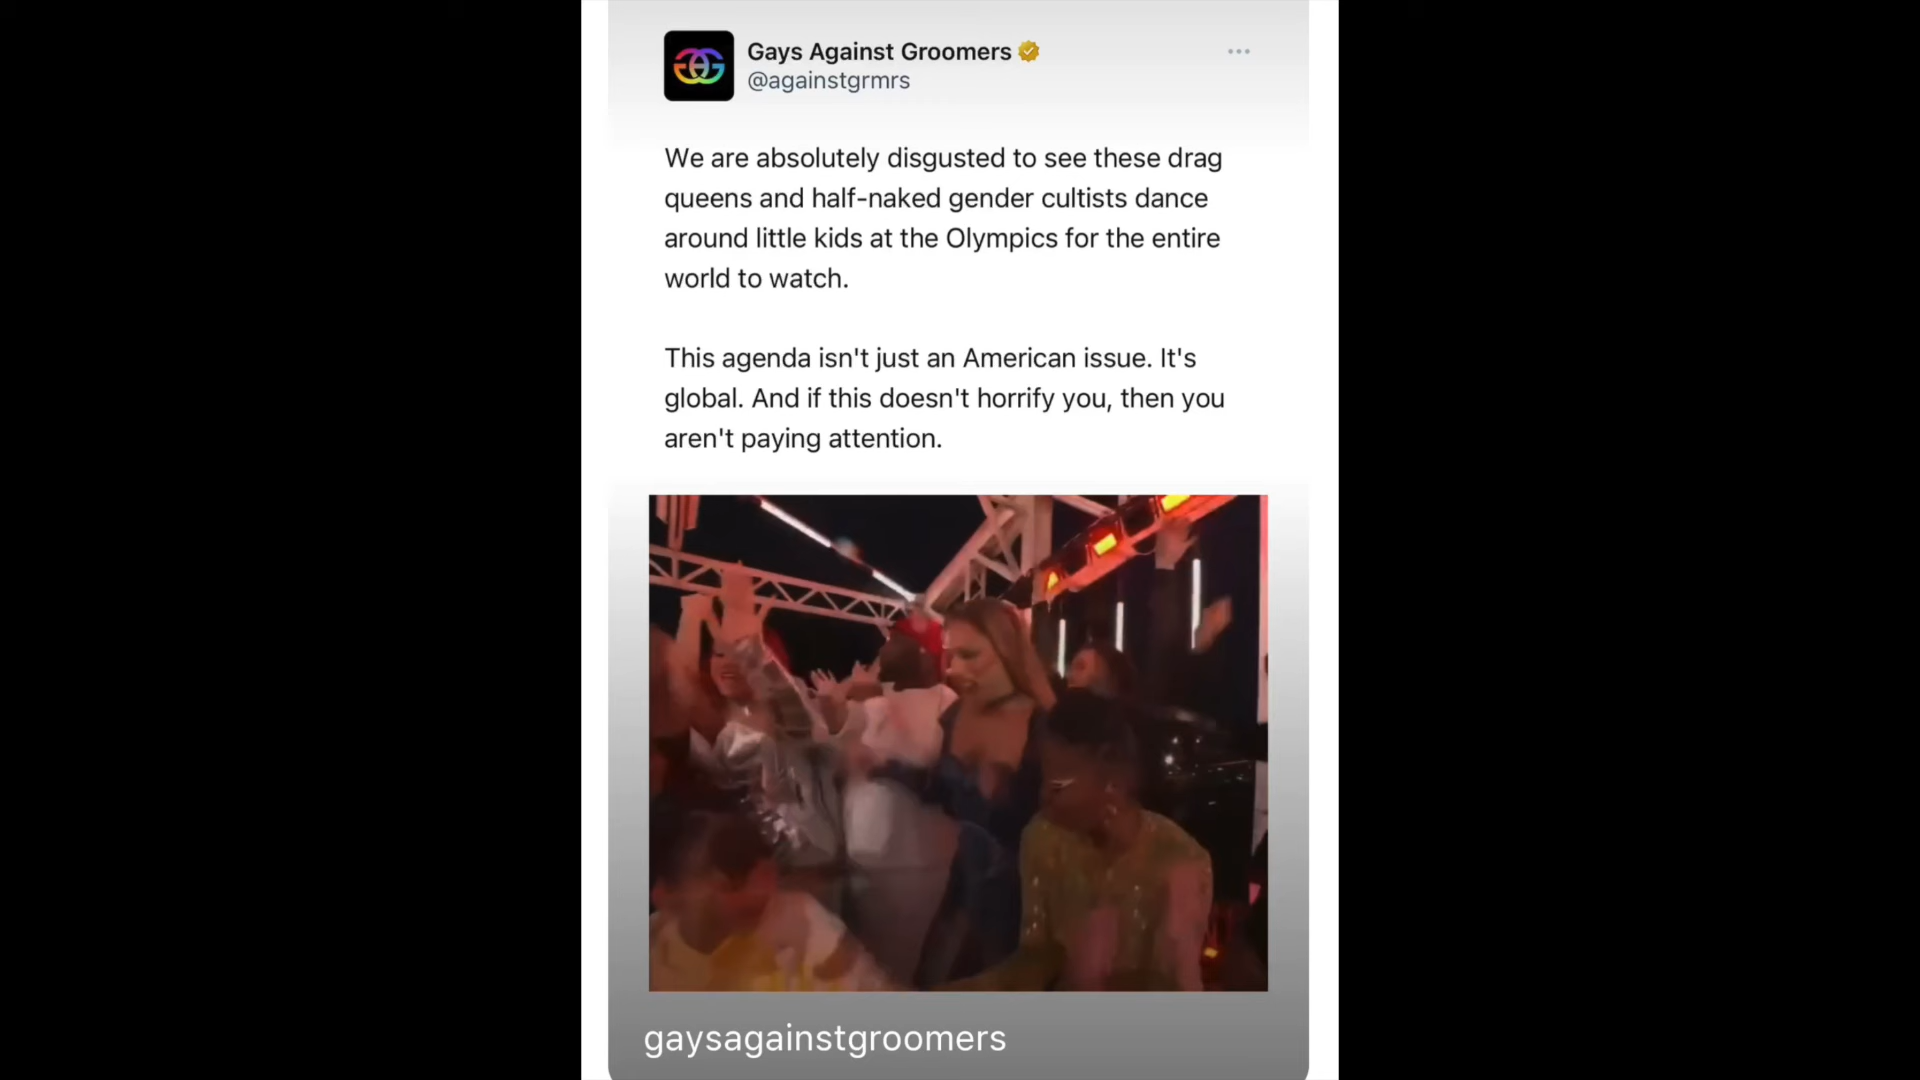 Gays Against Groomers
@againstgrmrs
We are absolutely disgusted to see these drag
queens and half-naked gender cultists dance
around little kids at the Olympics for the entire
world to watch.
This agenda isn't just an American issue. It's
global. And if this doesn't horrify you, then you
aren't paying attention.
gaysagainstgroomers